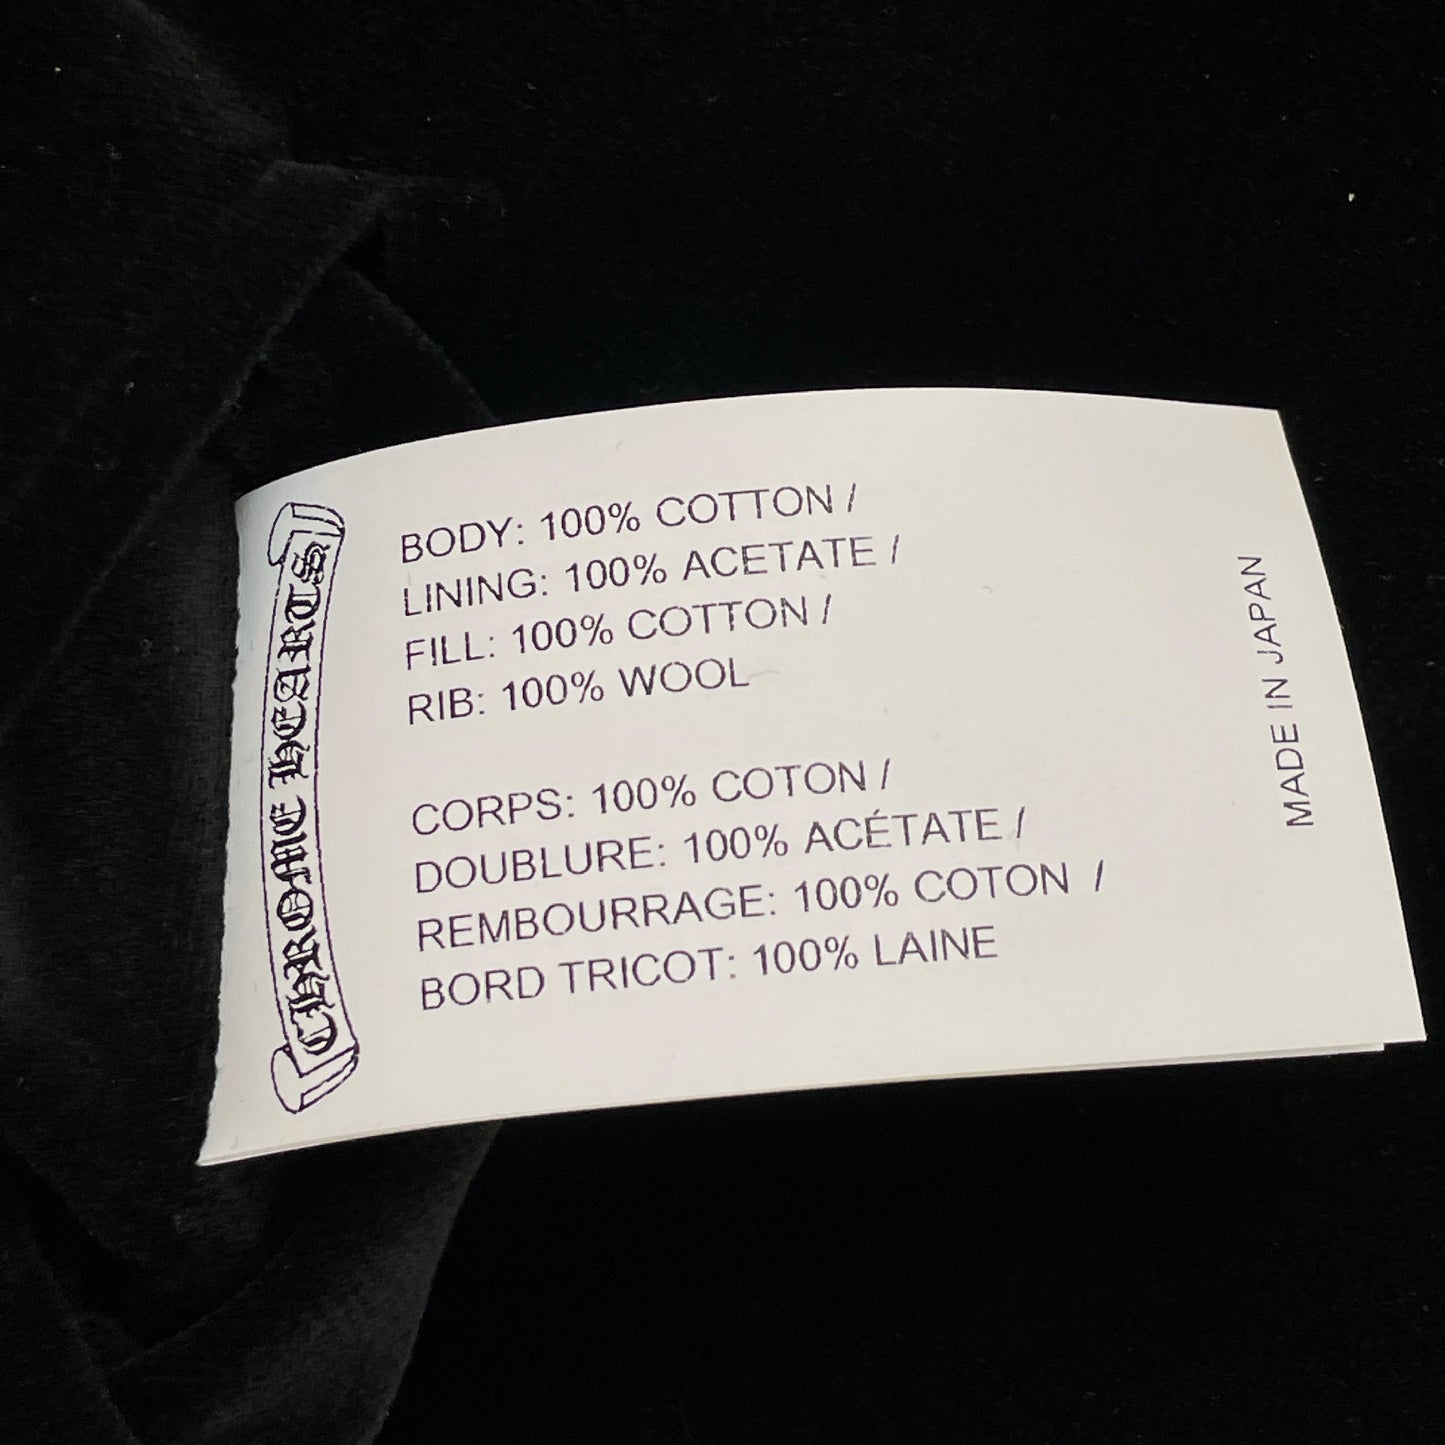 CHROME HEARTS
BODY: 100% COTTON /
LINING: 100% ACETATE /
FILL: 100% COTTON /
RIB: 100% WOOL
CORPS: 100% COTON /
DOUBLURE: 100% ACÉTATE /
REMBOURRAGE: 100% COTON /
BORD TRICOT: 100% LAINE
MADE IN JAPAN